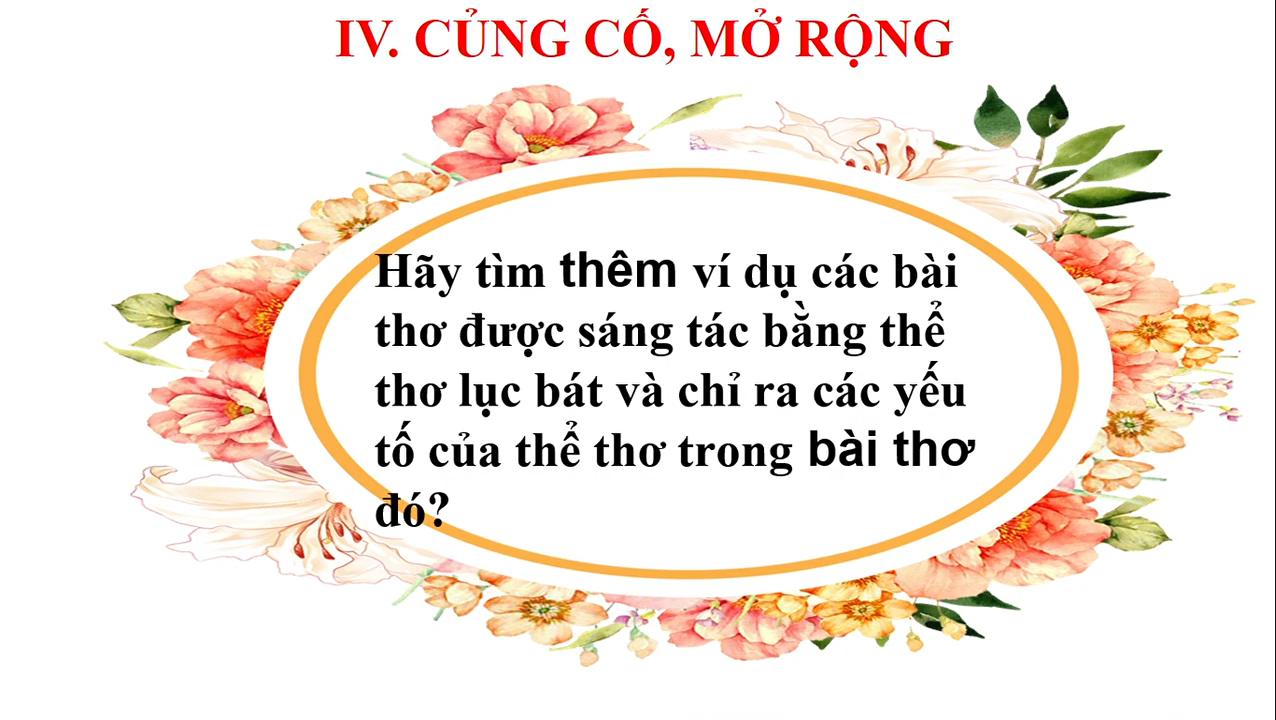 IV. CỦNG CỐ, MỞ RỘNG
Hãy tìm thêm ví dụ các bài
thơ được sáng tác bằng thể
thơ lục bát và chỉ ra các yếu
tố của thể thơ trong bài thơ
đó?